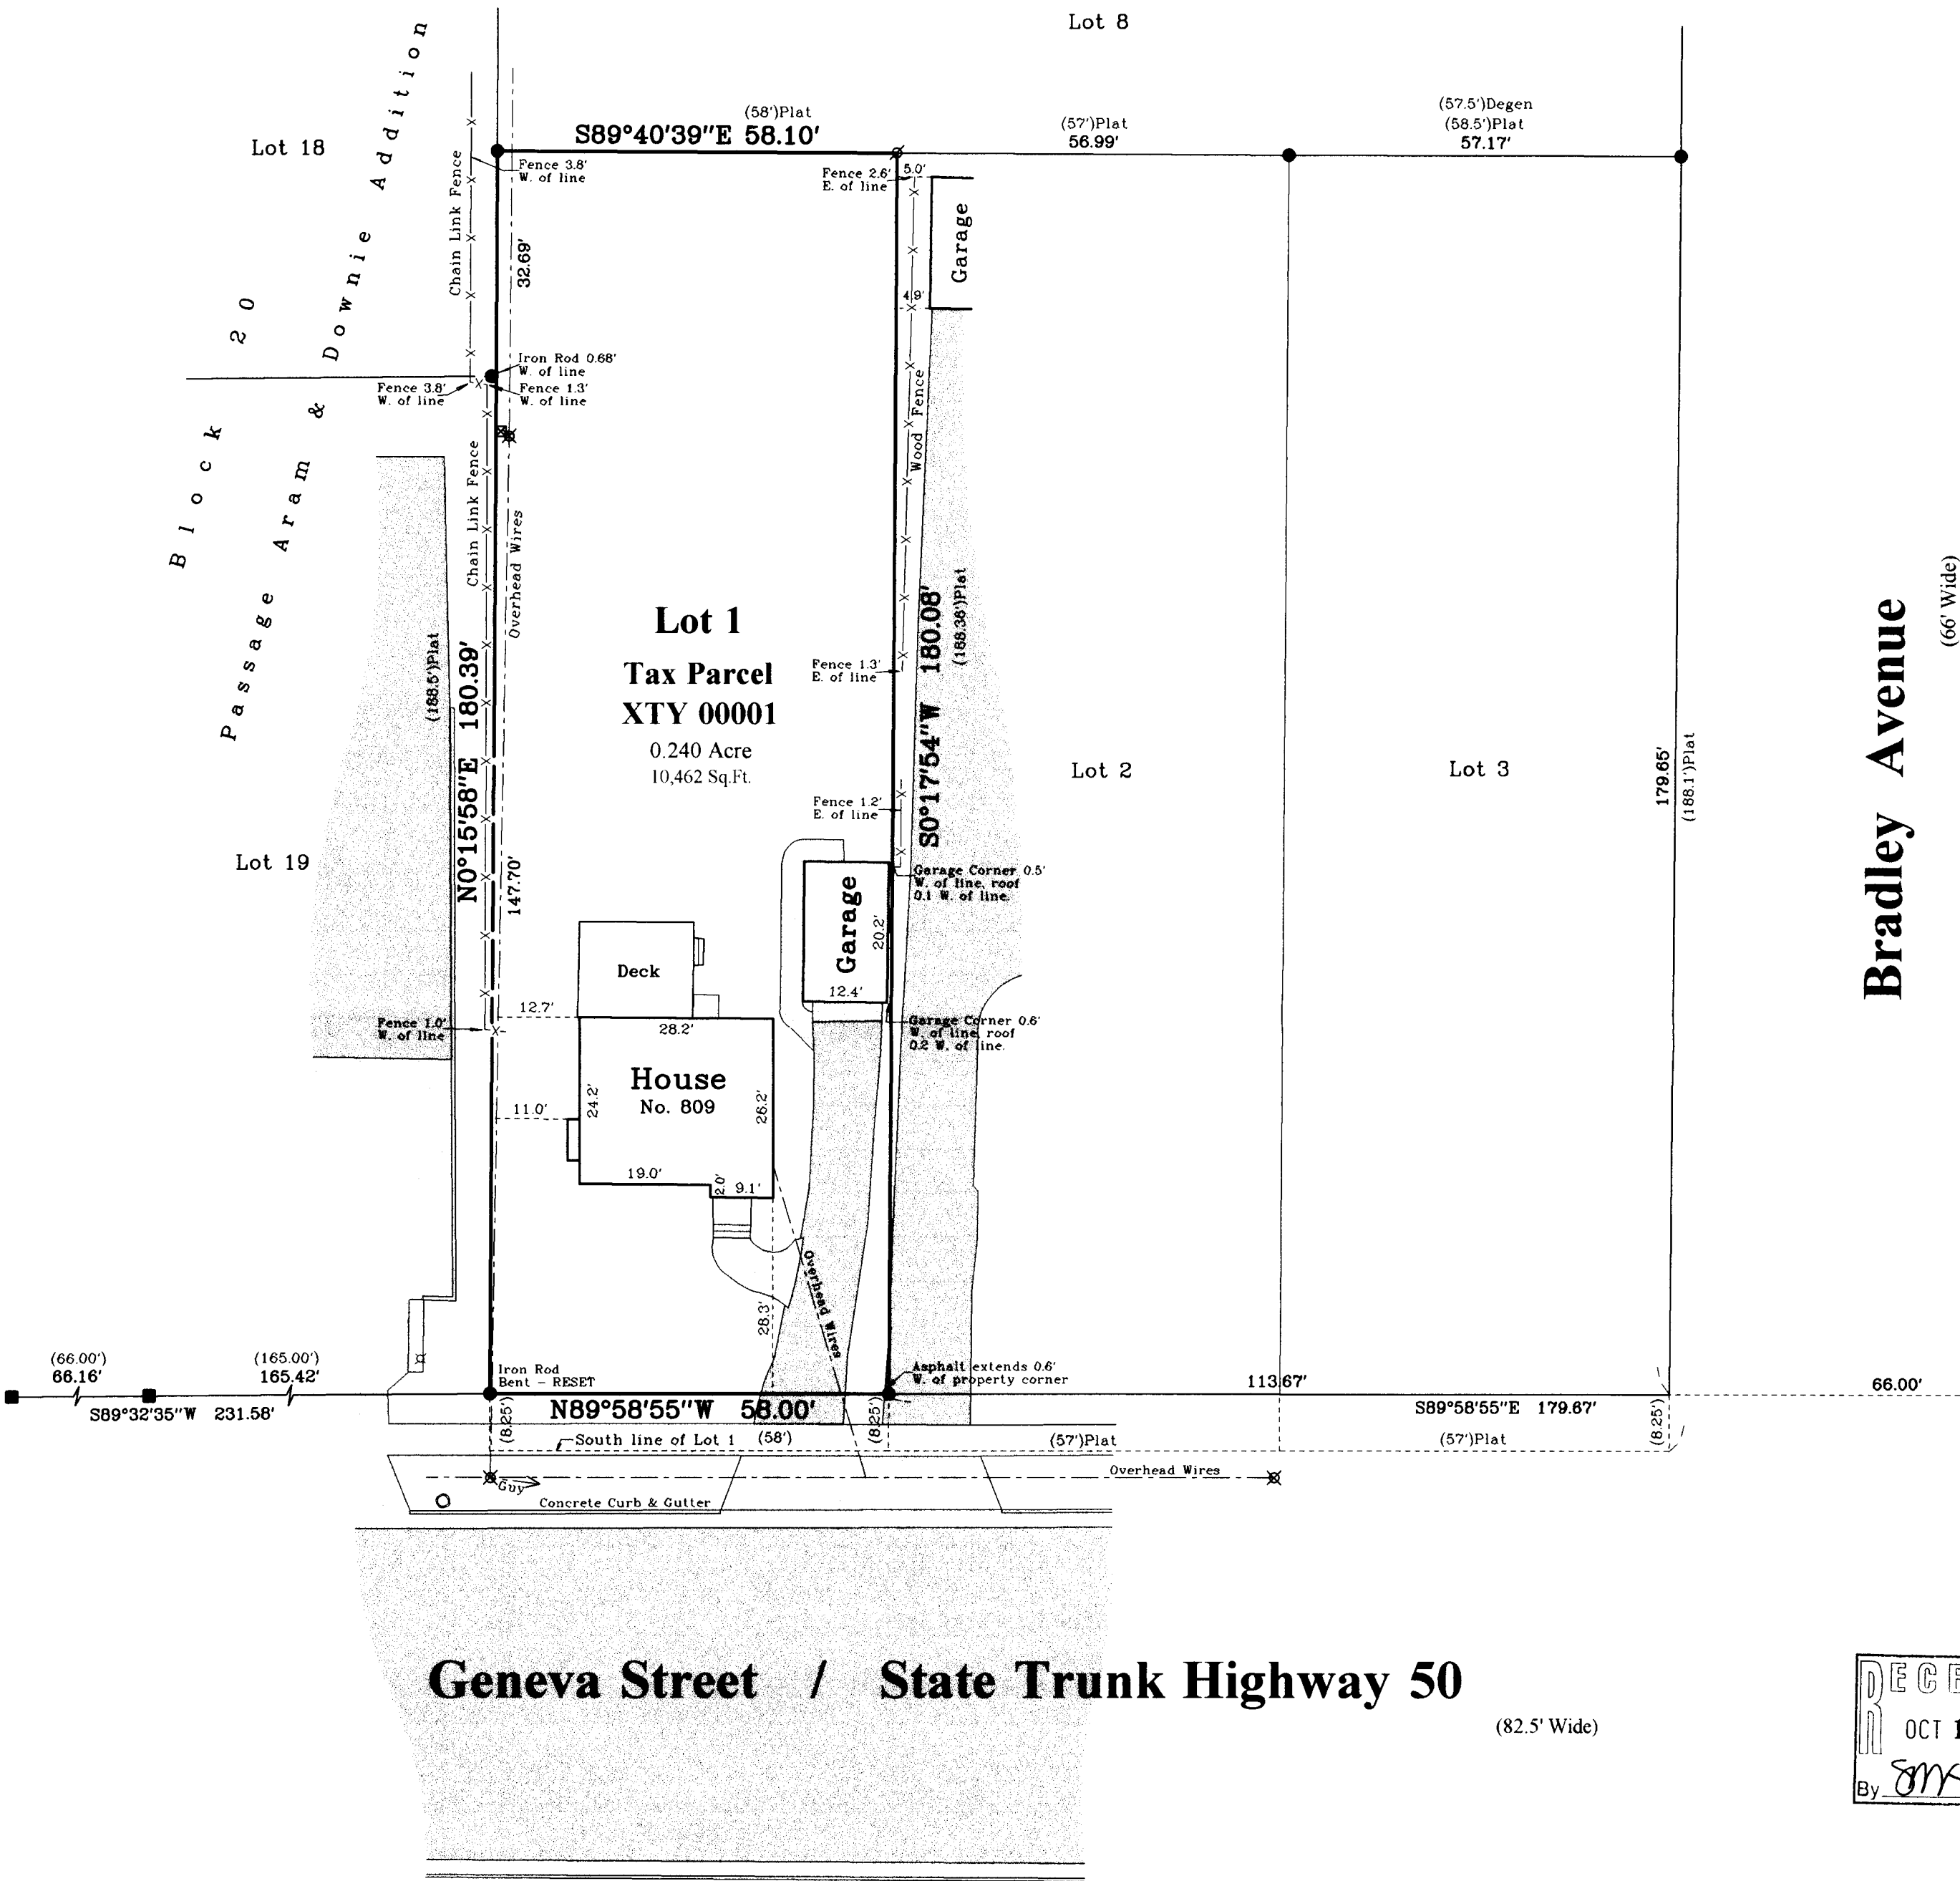 Lot 8
(58')Plat
S89°40'39"E 58.10'
(57')Plat
56.99'
(57.5')Degen
(58.5')Plat
57.17'
Lot 18
Block 20
Passage Aram & Downie Addition
Chain Link Fence
Fence 3.8'
W. of line
32.69'
Fence 2.6'
E. of line
5.0'
Garage
4.9'
Iron Rod 0.68'
W. of line
Fence 3.8'
W. of line
Fence 1.3'
W. of line
Chain Link Fence
Overhead Wires
Wood Fence
(188.5')Plat
N0°15'58"E 180.39'
147.70'
Lot 1
Tax Parcel
XTY 00001
0.240 Acre
10,462 Sq.Ft.
Fence 1.3'
E. of line
S0°17'54"W 180.08'
(188.36')Plat
Fence 1.2'
E. of line
Lot 2
Lot 3
179.65'
(188.1')Plat
Bradley Avenue
(66' Wide)
Lot 19
Garage
20.2'
12.4'
Garage Corner 0.5'
W. of line, roof
0.1 W. of line.
Deck
12.7'
28.2'
Fence 1.0'
W. of line
Garage Corner 0.6'
W. of line, roof
0.2 W. of line.
House
No. 809
24.2'
26.2'
11.0'
19.0'
2.0'
9.1'
28.3'
Overhead Wires
(66.00')
66.16'
(165.00')
165.42'
S89°32'35"W 231.58'
Iron Rod
Bent - RESET
Asphalt extends 0.6'
W. of property corner
113.67'
66.00'
N89°58'55"W 58.00'
S89°58'55"E 179.67'
(8.25')
(8.25')
(8.25')
South line of Lot 1 (58')
(57')Plat
(57')Plat
Guy
Overhead Wires
Concrete Curb & Gutter
Geneva Street / State Trunk Highway 50
(82.5' Wide)
OCT 1
By